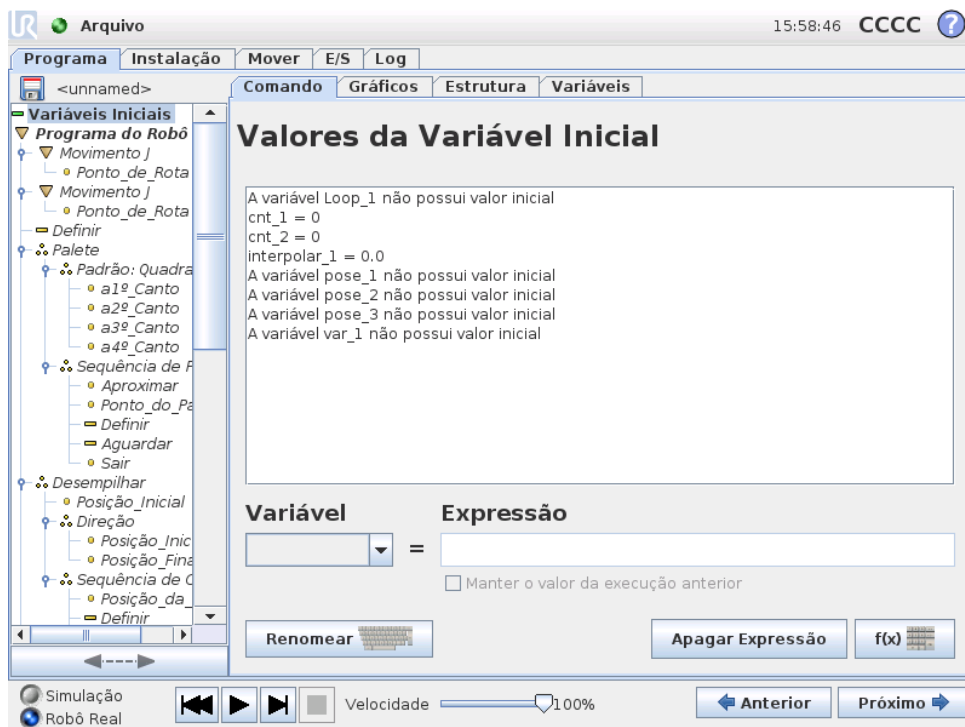 UR Arquivo 15:58:46 CCCC ?
Programa Instalação Mover E/S Log
<unnamed>
Comando Gráficos Estrutura Variáveis
Variáveis Iniciais
Programa do Robô
Movimento J
Ponto_de_Rota
Movimento J
Ponto_de_Rota
Definir
Palete
Padrão: Quadra
a1º_Canto
a2º_Canto
a3º_Canto
a4º_Canto
Sequência de P
Aproximar
Ponto_do_Pa
Definir
Aguardar
Sair
Desempilhar
Posição_Inicial
Direção
Posição_Inic
Posição_Fina
Sequência de C
Posição_da_
Definir
Valores da Variável Inicial
A variável Loop_1 não possui valor inicial
cnt_1 = 0
cnt_2 = 0
interpolar_1 = 0.0
A variável pose_1 não possui valor inicial
A variável pose_2 não possui valor inicial
A variável pose_3 não possui valor inicial
A variável var_1 não possui valor inicial
Variável Expressão
=
Manter o valor da execução anterior
Renomear Apagar Expressão f(x)
Simulação
Robô Real
Velocidade 100% Anterior Próximo